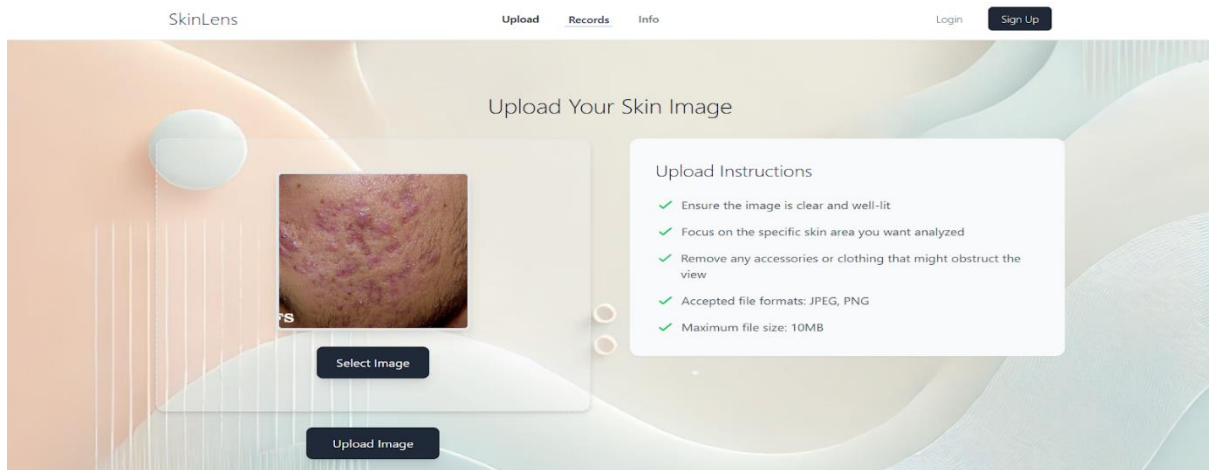 SkinLens
Upload
Records
Info
Login
Sign Up
Upload Your Skin Image
FS
Select Image
Upload Image
Upload Instructions
Ensure the image is clear and well-lit
Focus on the specific skin area you want analyzed
Remove any accessories or clothing that might obstruct the
view
Accepted file formats: JPEG, PNG
Maximum file size: 10MB